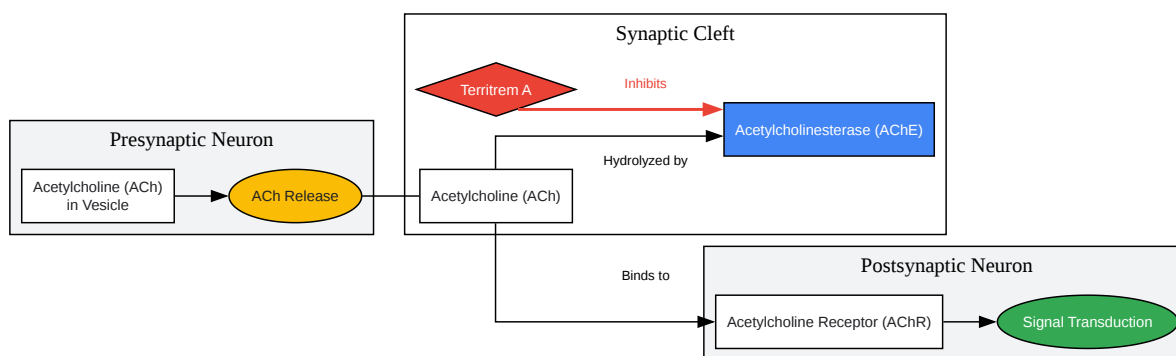 Synaptic Cleft
Territrem A
Inhibits
Acetylcholinesterase (AChE)
Hydrolyzed by
Presynaptic Neuron
Acetylcholine (ACh)
in Vesicle
ACh Release
Acetylcholine (ACh)
Binds to
Postsynaptic Neuron
Acetylcholine Receptor (AChR)
Signal Transduction